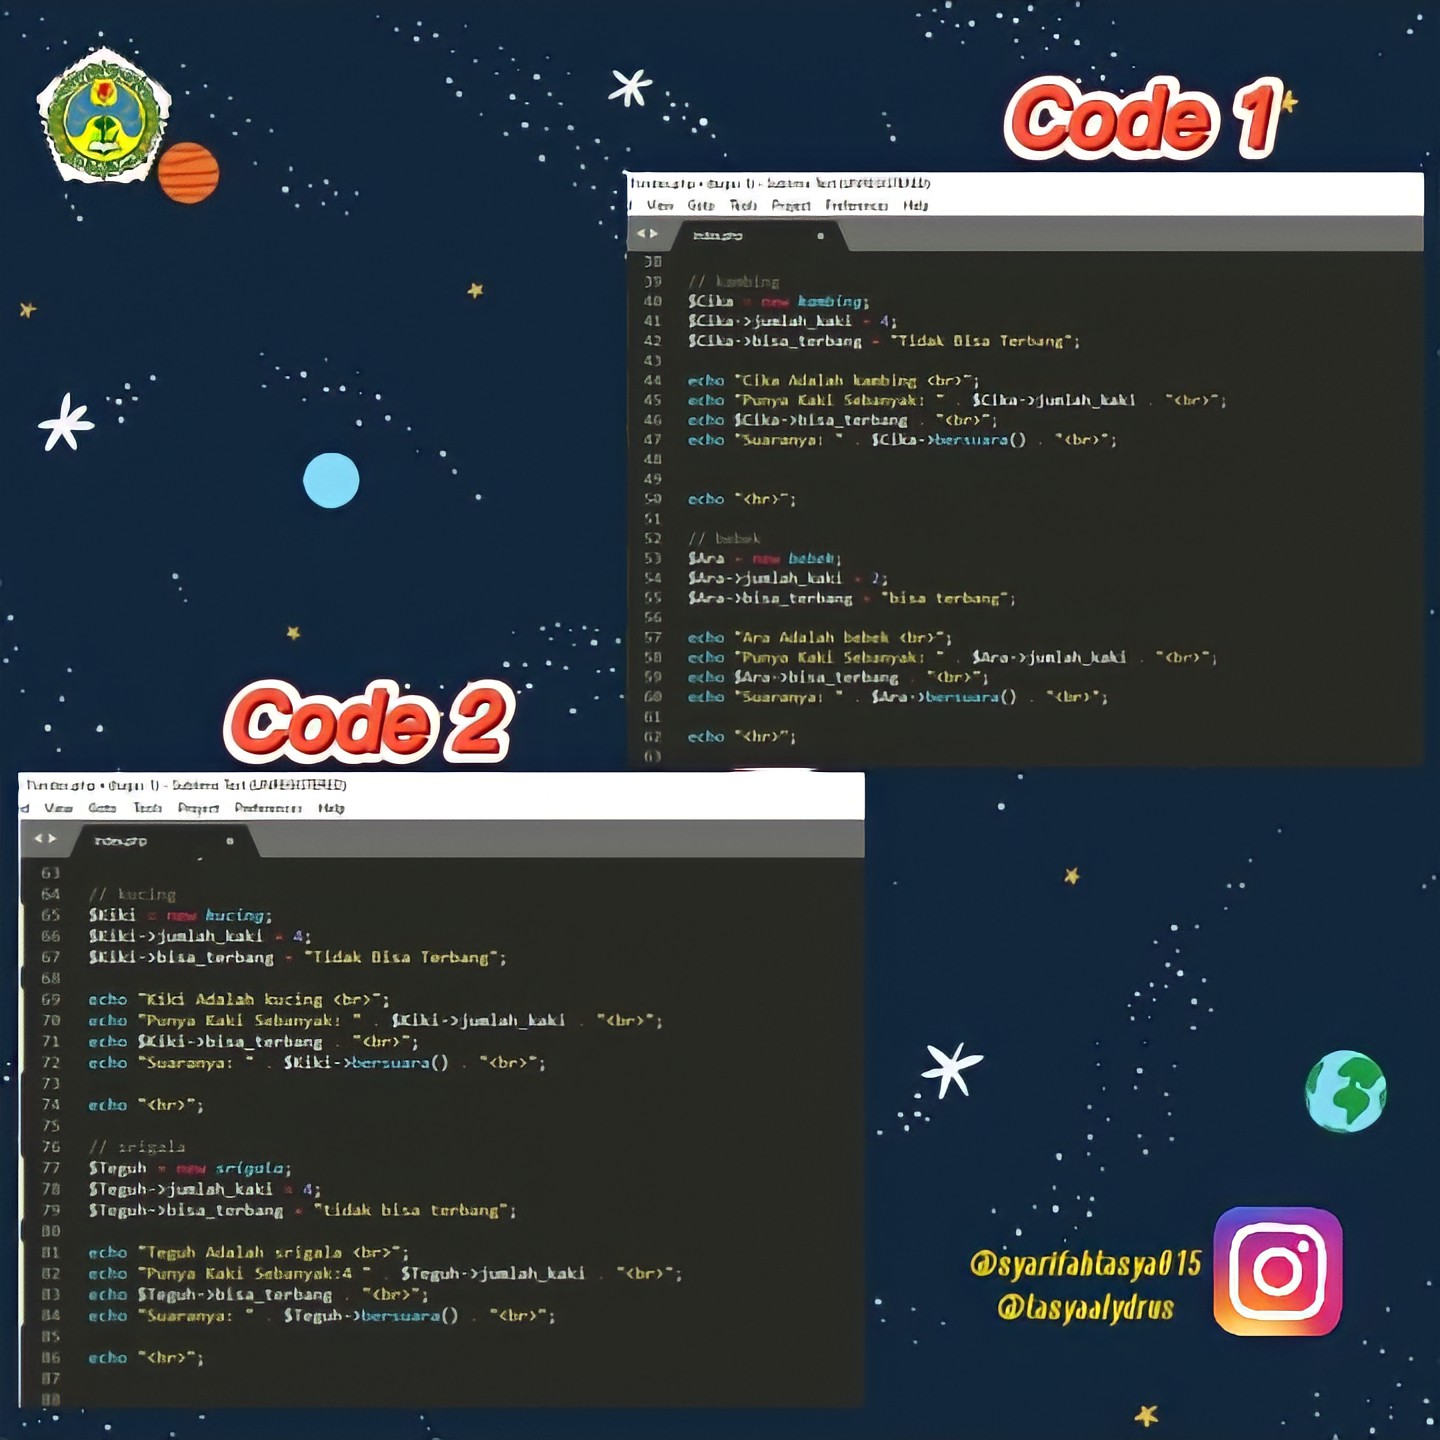 Code 1
View Goto Tools Project Preferences Help
index.php
38
39 // kambing
40 $Cika = new kambing;
41 $Cika->jumlah_kaki = 4;
42 $Cika->bisa_terbang = "Tidak Bisa Terbang";
43
44 echo "Cika Adalah kambing <br>";
45 echo "Punya Kaki Sebanyak: " . $Cika->jumlah_kaki . "<br>";
46 echo $Cika->bisa_terbang . "<br>";
47 echo "Suaranya: " . $Cika->bersuara() . "<br>";
48
49
50 echo "<hr>";
51
52 // bebek
53 $Ara = new bebek;
54 $Ara->jumlah_kaki = 2;
55 $Ara->bisa_terbang = "bisa terbang";
56
57 echo "Ara Adalah bebek <br>";
58 echo "Punya Kaki Sebanyak: " . $Ara->jumlah_kaki . "<br>";
59 echo $Ara->bisa_terbang . "<br>";
60 echo "Suaranya: " . $Ara->bersuara() . "<br>";
61
62 echo "<hr>";
63
Code 2
View Goto Tools Project Preferences Help
index.php
63
64 // kucing
65 $Kiki = new kucing;
66 $Kiki->jumlah_kaki = 4;
67 $Kiki->bisa_terbang = "Tidak Bisa Terbang";
68
69 echo "Kiki Adalah kucing <br>";
70 echo "Punya Kaki Sebanyak: " . $Kiki->jumlah_kaki . "<br>";
71 echo $Kiki->bisa_terbang . "<br>";
72 echo "Suaranya: " . $Kiki->bersuara() . "<br>";
73
74 echo "<hr>";
75
76 // srigala
77 $Teguh = new srigala;
78 $Teguh->jumlah_kaki = 4;
79 $Teguh->bisa_terbang = "tidak bisa terbang";
80
81 echo "Teguh Adalah srigala <br>";
82 echo "Punya Kaki Sebanyak:4 " . $Teguh->jumlah_kaki . "<br>";
83 echo $Teguh->bisa_terbang . "<br>";
84 echo "Suaranya: " . $Teguh->bersuara() . "<br>";
85
86 echo "<hr>";
87
88
@syarifahtasya015
@tasyaalydrus